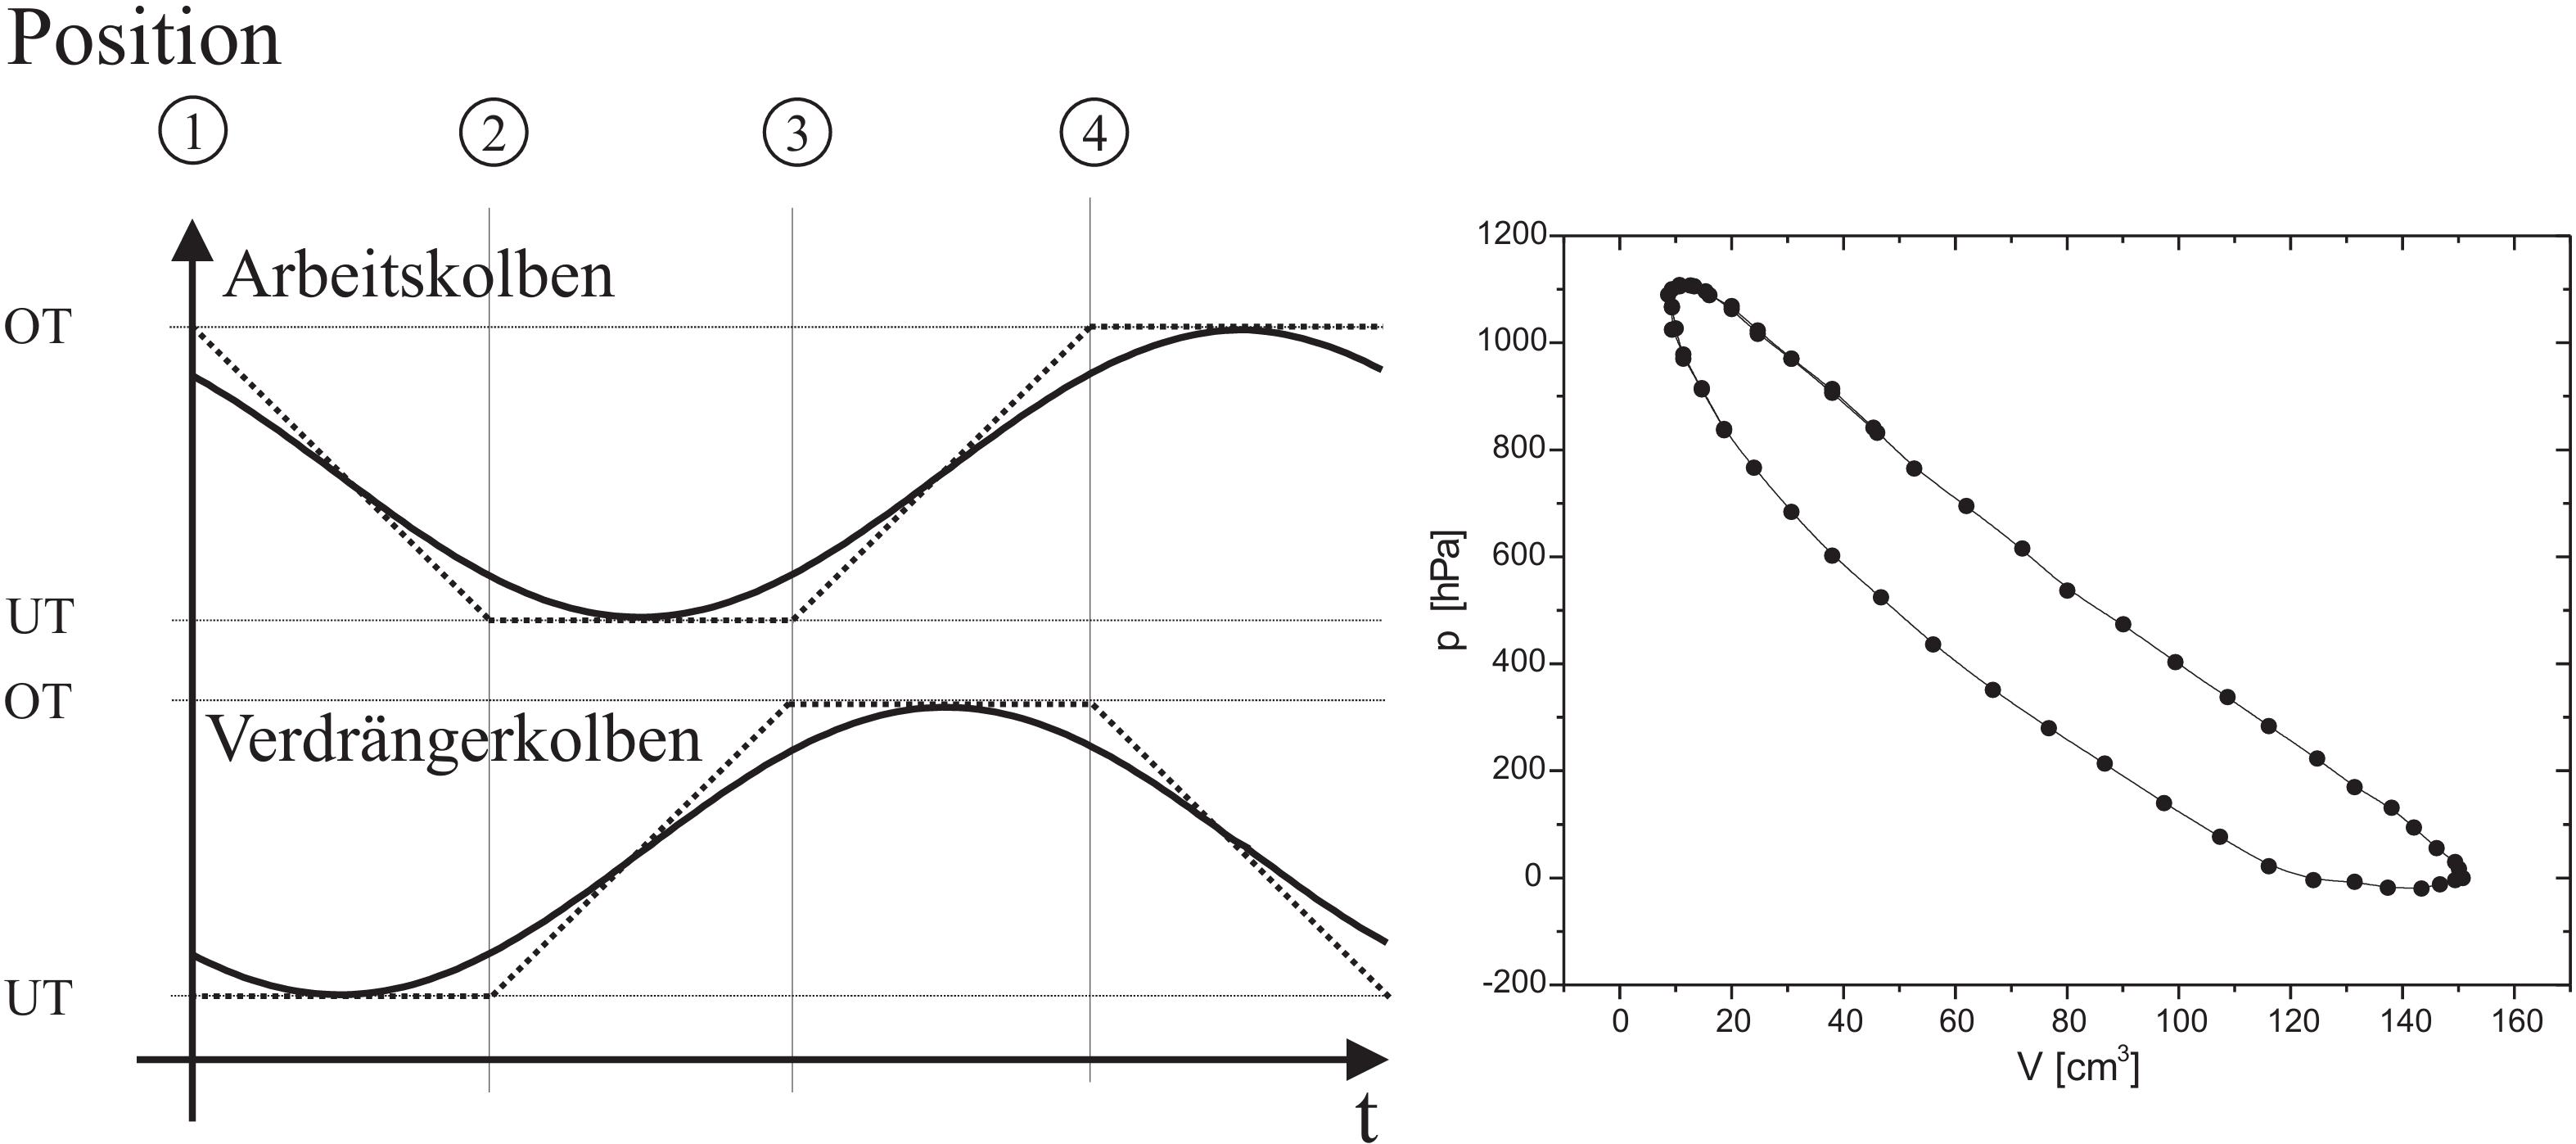 Position
① ② ③ ④
Arbeitskolben
OT
UT
OT
Verdrängerkolben
UT
t
1200
1000
800
600
400
200
0
-200
p [hPa]
0 20 40 60 80 100 120 140 160
V [cm³]